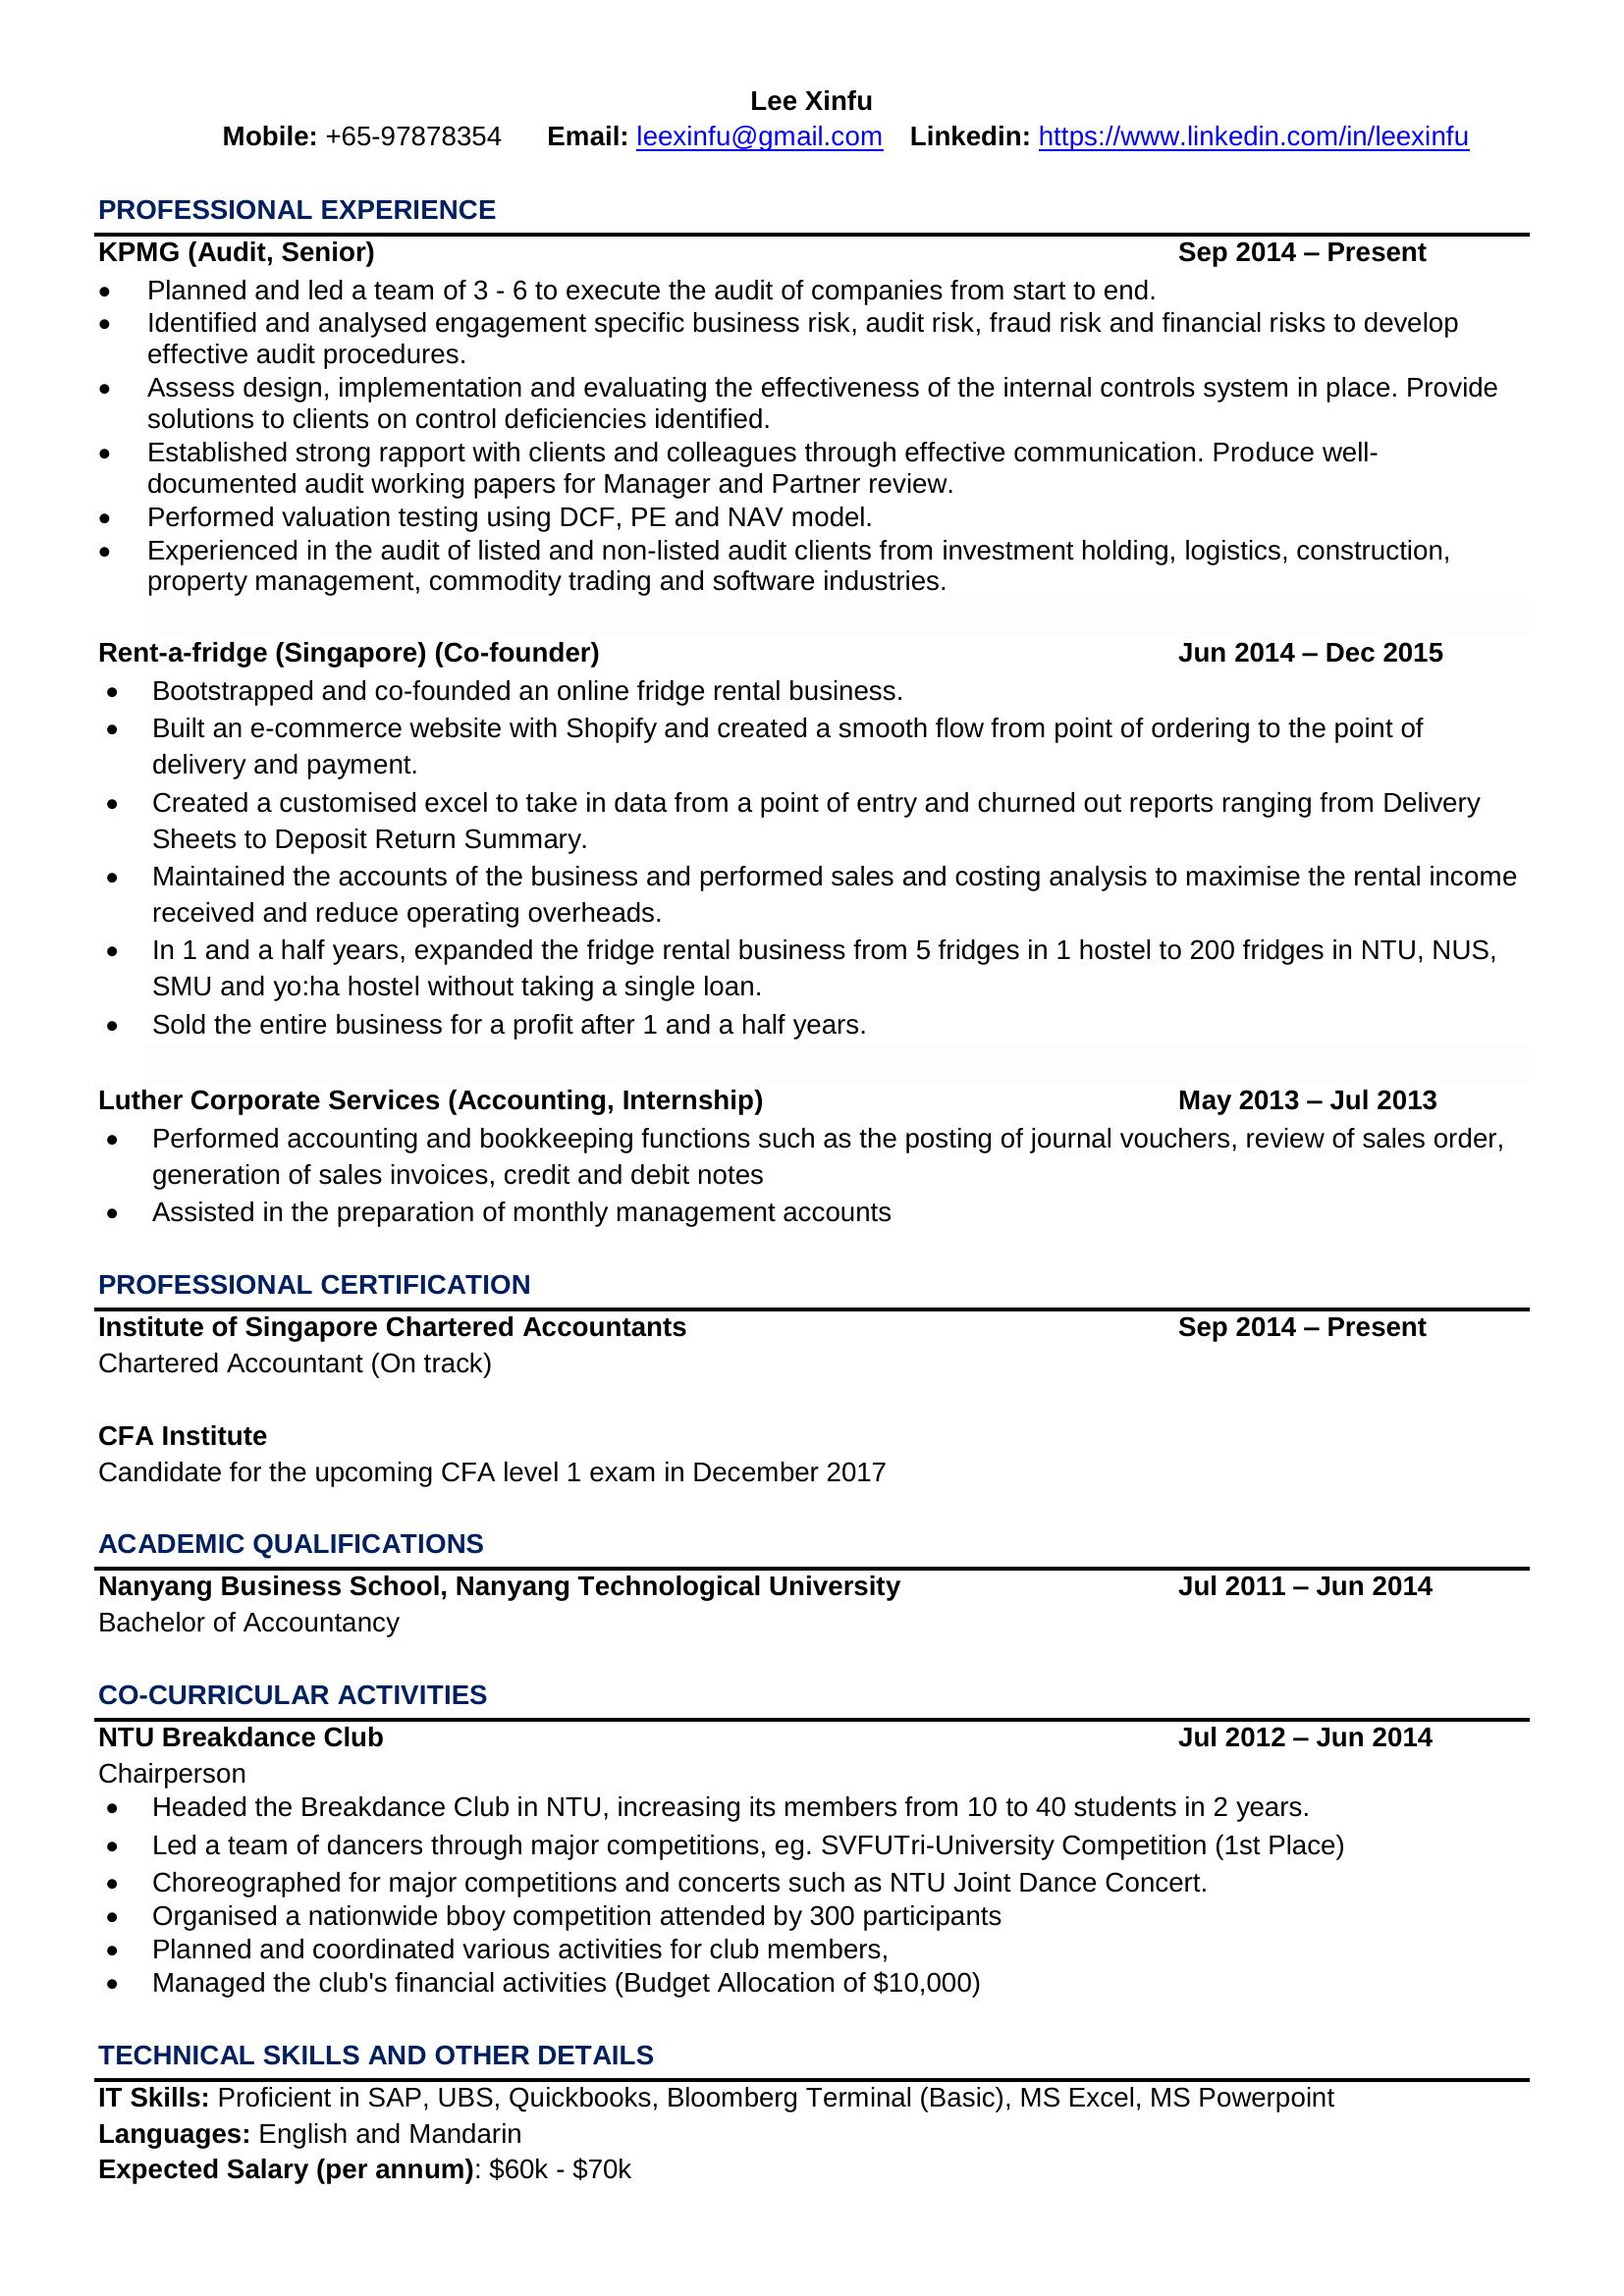 Lee Xinfu
Mobile: +65-97878354 Email: leexinfu@gmail.com Linkedin: https://www.linkedin.com/in/leexinfu
PROFESSIONAL EXPERIENCE
KPMG (Audit, Senior) Sep 2014 – Present
• Planned and led a team of 3 - 6 to execute the audit of companies from start to end.
• Identified and analysed engagement specific business risk, audit risk, fraud risk and financial risks to develop
effective audit procedures.
• Assess design, implementation and evaluating the effectiveness of the internal controls system in place. Provide
solutions to clients on control deficiencies identified.
• Established strong rapport with clients and colleagues through effective communication. Produce well-
documented audit working papers for Manager and Partner review.
• Performed valuation testing using DCF, PE and NAV model.
• Experienced in the audit of listed and non-listed audit clients from investment holding, logistics, construction,
property management, commodity trading and software industries.
Rent-a-fridge (Singapore) (Co-founder) Jun 2014 – Dec 2015
• Bootstrapped and co-founded an online fridge rental business.
• Built an e-commerce website with Shopify and created a smooth flow from point of ordering to the point of
delivery and payment.
• Created a customised excel to take in data from a point of entry and churned out reports ranging from Delivery
Sheets to Deposit Return Summary.
• Maintained the accounts of the business and performed sales and costing analysis to maximise the rental income
received and reduce operating overheads.
• In 1 and a half years, expanded the fridge rental business from 5 fridges in 1 hostel to 200 fridges in NTU, NUS,
SMU and yo:ha hostel without taking a single loan.
• Sold the entire business for a profit after 1 and a half years.
Luther Corporate Services (Accounting, Internship) May 2013 – Jul 2013
• Performed accounting and bookkeeping functions such as the posting of journal vouchers, review of sales order,
generation of sales invoices, credit and debit notes
• Assisted in the preparation of monthly management accounts
PROFESSIONAL CERTIFICATION
Institute of Singapore Chartered Accountants Sep 2014 – Present
Chartered Accountant (On track)
CFA Institute
Candidate for the upcoming CFA level 1 exam in December 2017
ACADEMIC QUALIFICATIONS
Nanyang Business School, Nanyang Technological University Jul 2011 – Jun 2014
Bachelor of Accountancy
CO-CURRICULAR ACTIVITIES
NTU Breakdance Club Jul 2012 – Jun 2014
Chairperson
• Headed the Breakdance Club in NTU, increasing its members from 10 to 40 students in 2 years.
• Led a team of dancers through major competitions, eg. SVFUTri-University Competition (1st Place)
• Choreographed for major competitions and concerts such as NTU Joint Dance Concert.
• Organised a nationwide bboy competition attended by 300 participants
• Planned and coordinated various activities for club members,
• Managed the club's financial activities (Budget Allocation of $10,000)
TECHNICAL SKILLS AND OTHER DETAILS
IT Skills: Proficient in SAP, UBS, Quickbooks, Bloomberg Terminal (Basic), MS Excel, MS Powerpoint
Languages: English and Mandarin
Expected Salary (per annum): $60k - $70k